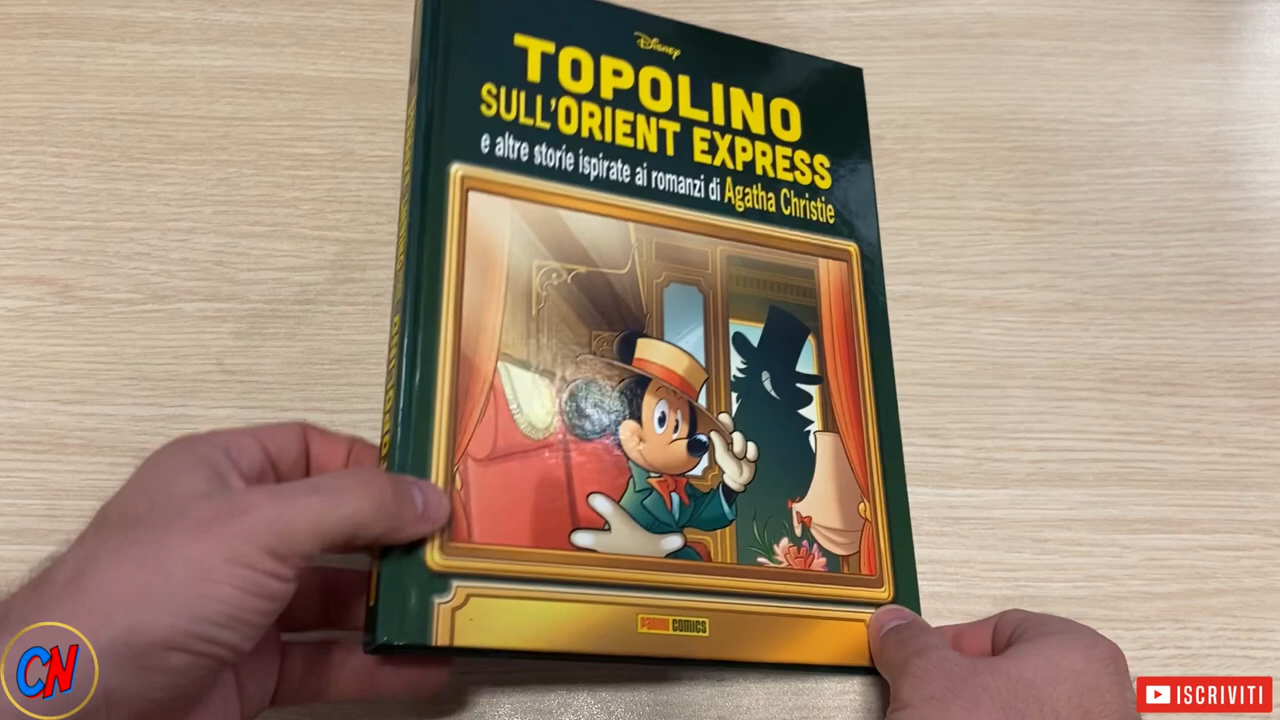 Disney
TOPOLINO
SULL'ORIENT EXPRESS
e altre storie ispirate ai romanzi di Agatha Christie
PANINI COMICS
CN
ISCRIVITI